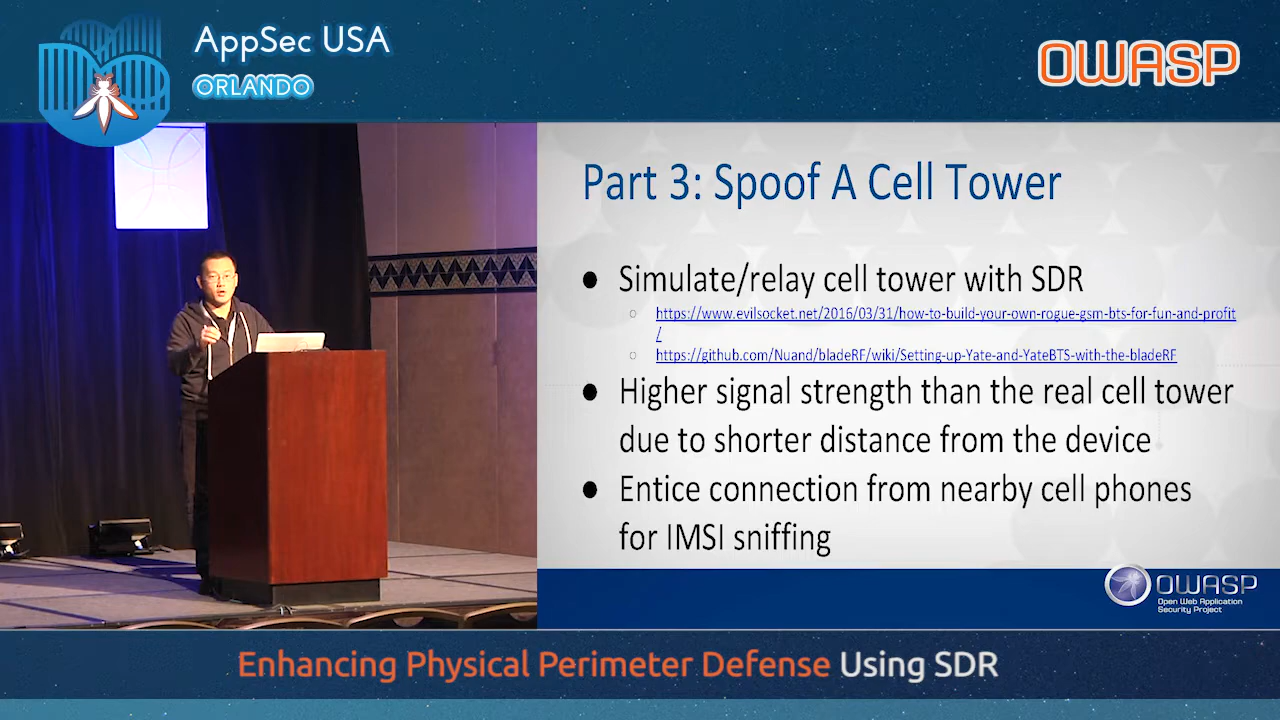 AppSec USA
ORLANDO
OWASP
Part 3: Spoof A Cell Tower
● Simulate/relay cell tower with SDR
○ https://www.evilsocket.net/2016/03/31/how-to-build-your-own-rogue-gsm-bts-for-fun-and-profit
/
○ https://github.com/Nuand/bladeRF/wiki/Setting-up-Yate-and-YateBTS-with-the-bladeRF
● Higher signal strength than the real cell tower
due to shorter distance from the device
● Entice connection from nearby cell phones
for IMSI sniffing
OWASP
Open Web Application
Security Project
Enhancing Physical Perimeter Defense Using SDR